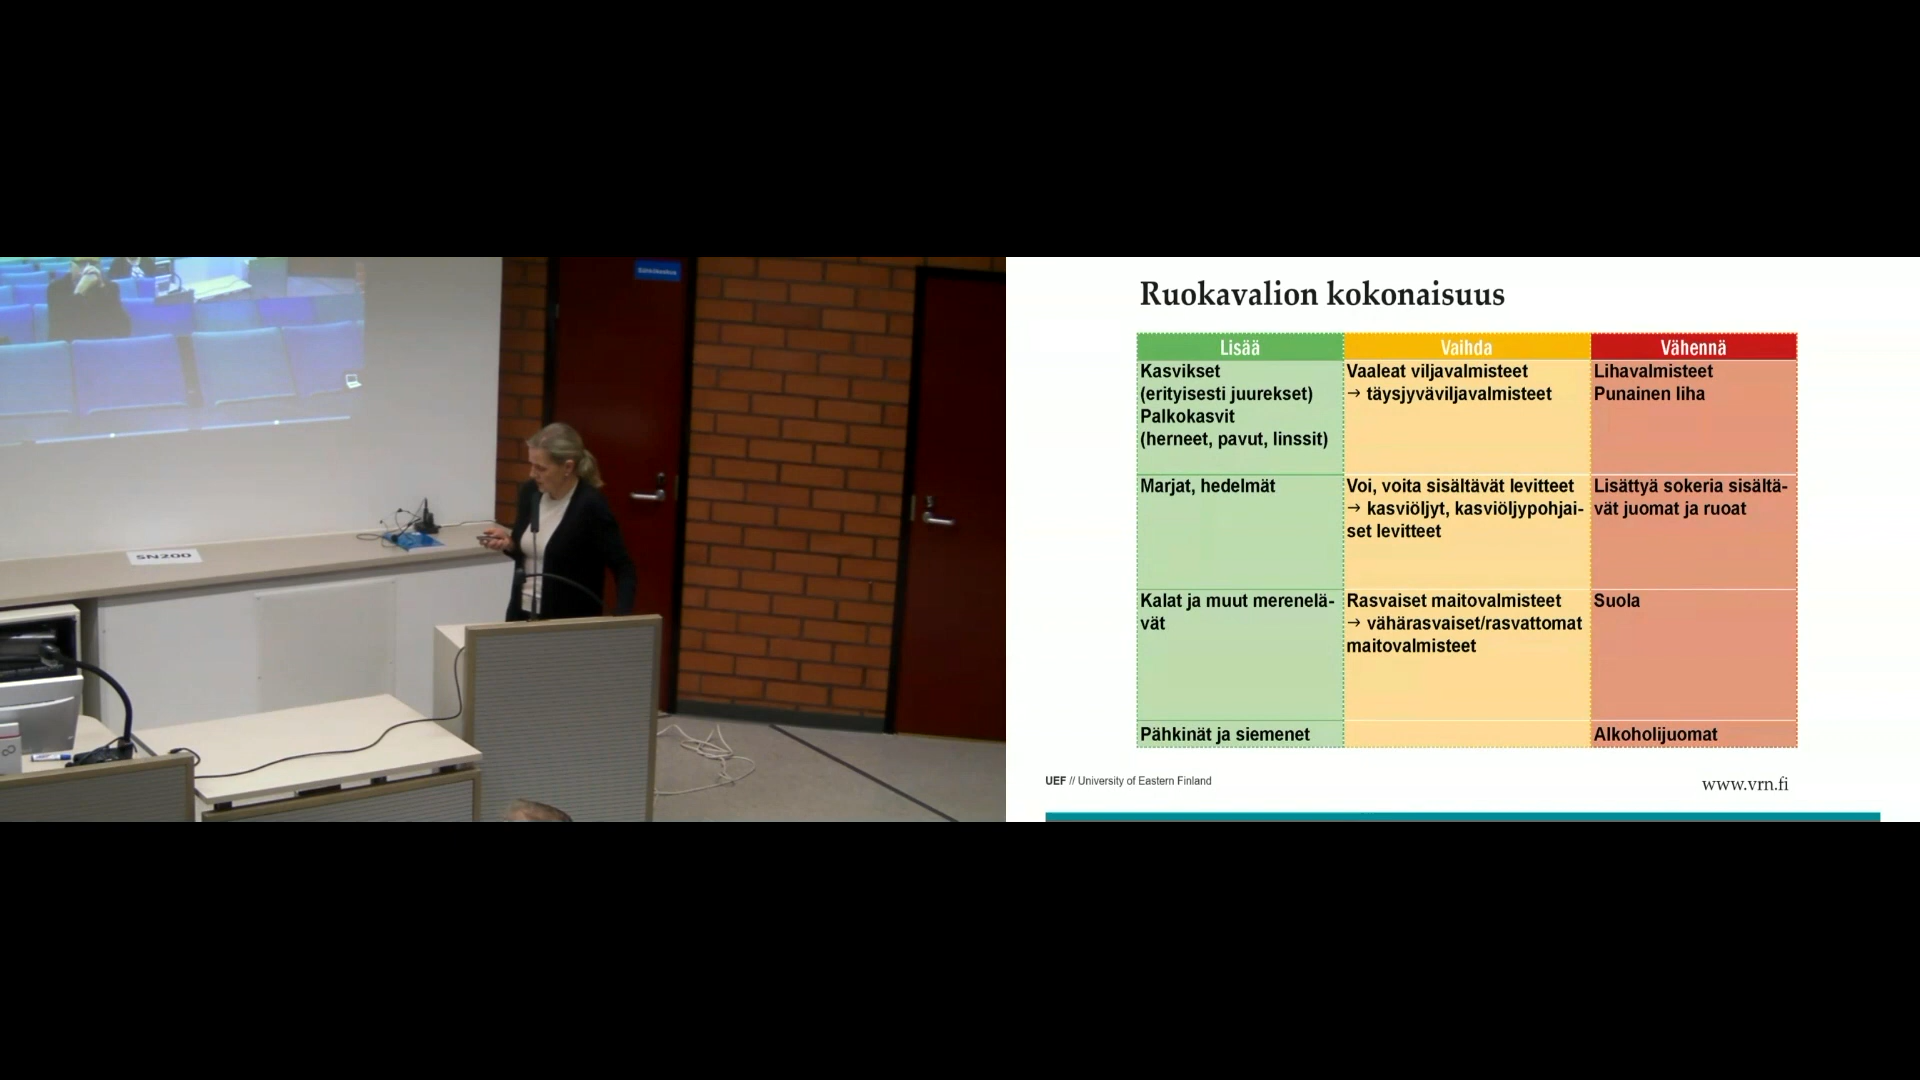 SN200
Ruokavalion kokonaisuus
Lisää
Vaihda
Vähennä
Kasvikset
(erityisesti juurekset)
Palkokasvit
(herneet, pavut, linssit)
Vaaleat viljavalmisteet
→ täysjyväviljavalmisteet
Lihavalmisteet
Punainen liha
Marjat, hedelmät
Voi, voita sisältävät levitteet
→ kasviöljyt, kasviöljypohjai-
set levitteet
Lisättyä sokeria sisältä-
vät juomat ja ruoat
Kalat ja muut merenelä-
vät
Rasvaiset maitovalmisteet
→ vähärasvaiset/rasvattomat
maitovalmisteet
Suola
Pähkinät ja siemenet
Alkoholijuomat
UEF // University of Eastern Finland
www.vrn.fi